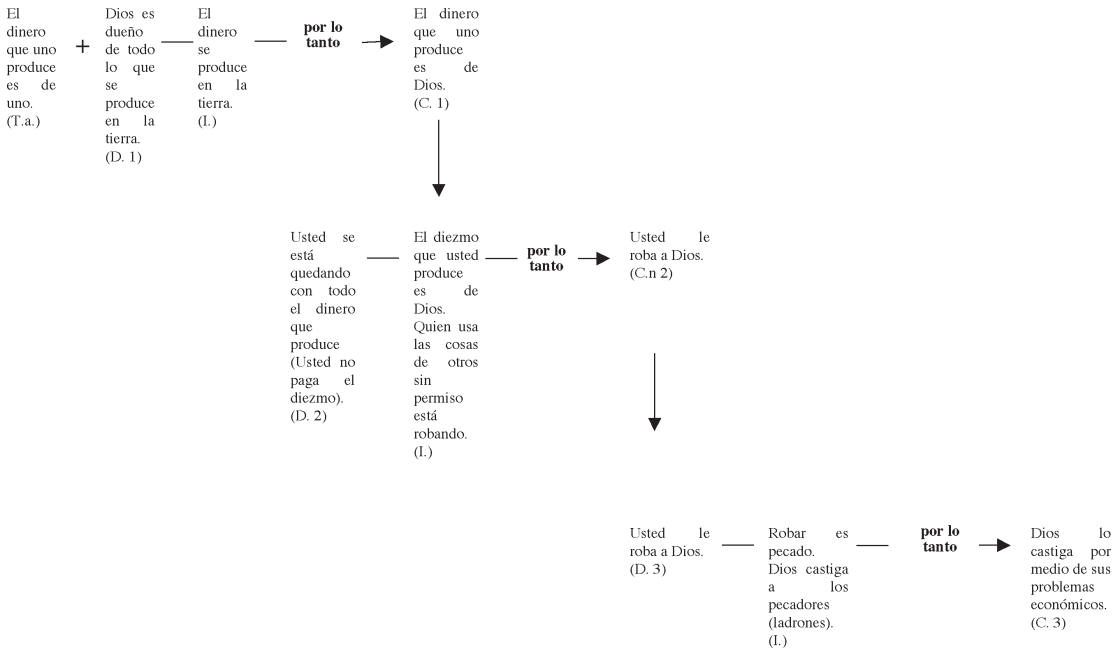 El
dinero
que uno
produce
es de
uno.
(T.a.)
+
Dios es
dueño
de todo
lo que
se
produce
en la
tierra.
(D. 1)
El
dinero
se
produce
en la
tierra.
(I.)
por lo
tanto
El dinero
que uno
produce
es de
Dios.
(C. 1)
Usted se
está
quedando
con todo
el dinero
que
produce
(Usted no
paga el
diezmo).
(D. 2)
El diezmo
que usted
produce
es de
Dios.
Quien usa
las cosas
de otros
sin
permiso
está
robando.
(I.)
por lo
tanto
Usted le
roba a Dios.
(C.n 2)
Usted le
roba a Dios.
(D. 3)
Robar es
pecado.
Dios castiga
a los
pecadores
(ladrones).
(I.)
por lo
tanto
Dios lo
castiga por
medio de sus
problemas
económicos.
(C. 3)